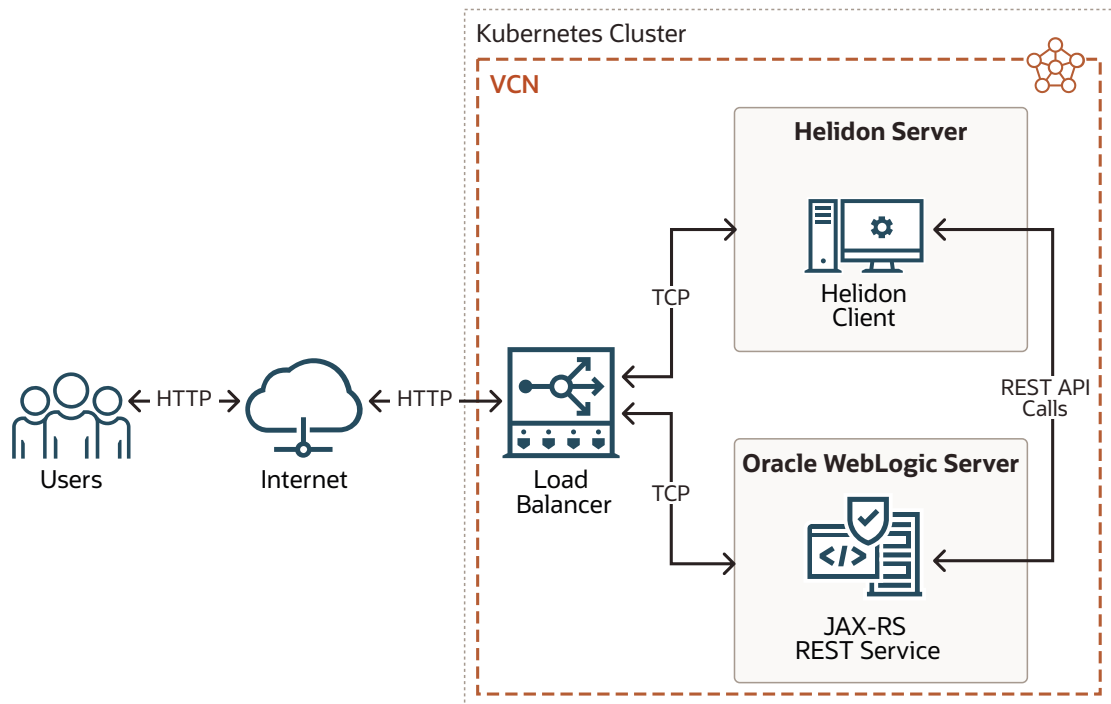 Kubernetes Cluster
VCN
Helidon Server
Helidon
Client
TCP
REST API
Calls
HTTP
HTTP
Users
Internet
Load
Balancer
TCP
Oracle WebLogic Server
</>
JAX-RS
REST Service